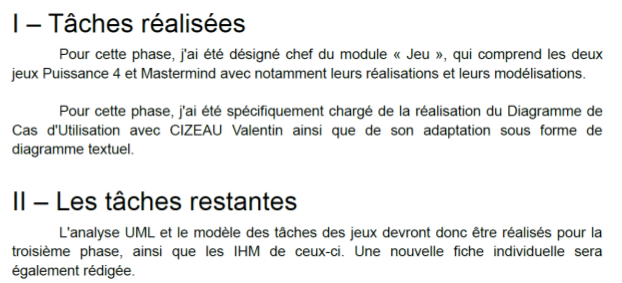 I – Tâches réalisées
Pour cette phase, j'ai été désigné chef du module « Jeu », qui comprend les deux
jeux Puissance 4 et Mastermind avec notamment leurs réalisations et leurs modélisations.
Pour cette phase, j'ai été spécifiquement chargé de la réalisation du Diagramme de
Cas d'Utilisation avec CIZEAU Valentin ainsi que de son adaptation sous forme de
diagramme textuel.
II – Les tâches restantes
L'analyse UML et le modèle des tâches des jeux devront donc être réalisés pour la
troisième phase, ainsi que les IHM de ceux-ci. Une nouvelle fiche individuelle sera
également rédigée.